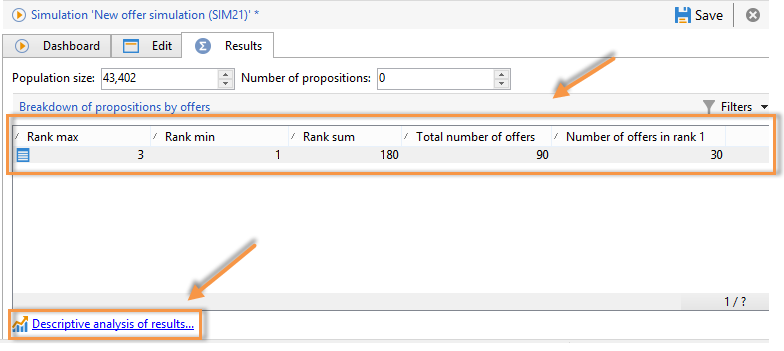 Simulation 'New offer simulation (SIM21)' * Save
Dashboard Edit Σ Results
Population size: 43,402 Number of propositions: 0
Breakdown of propositions by offers Filters
Rank max Rank min Rank sum Total number of offers Number of offers in rank 1
3 1 180 90 30
1 / ?
Descriptive analysis of results...